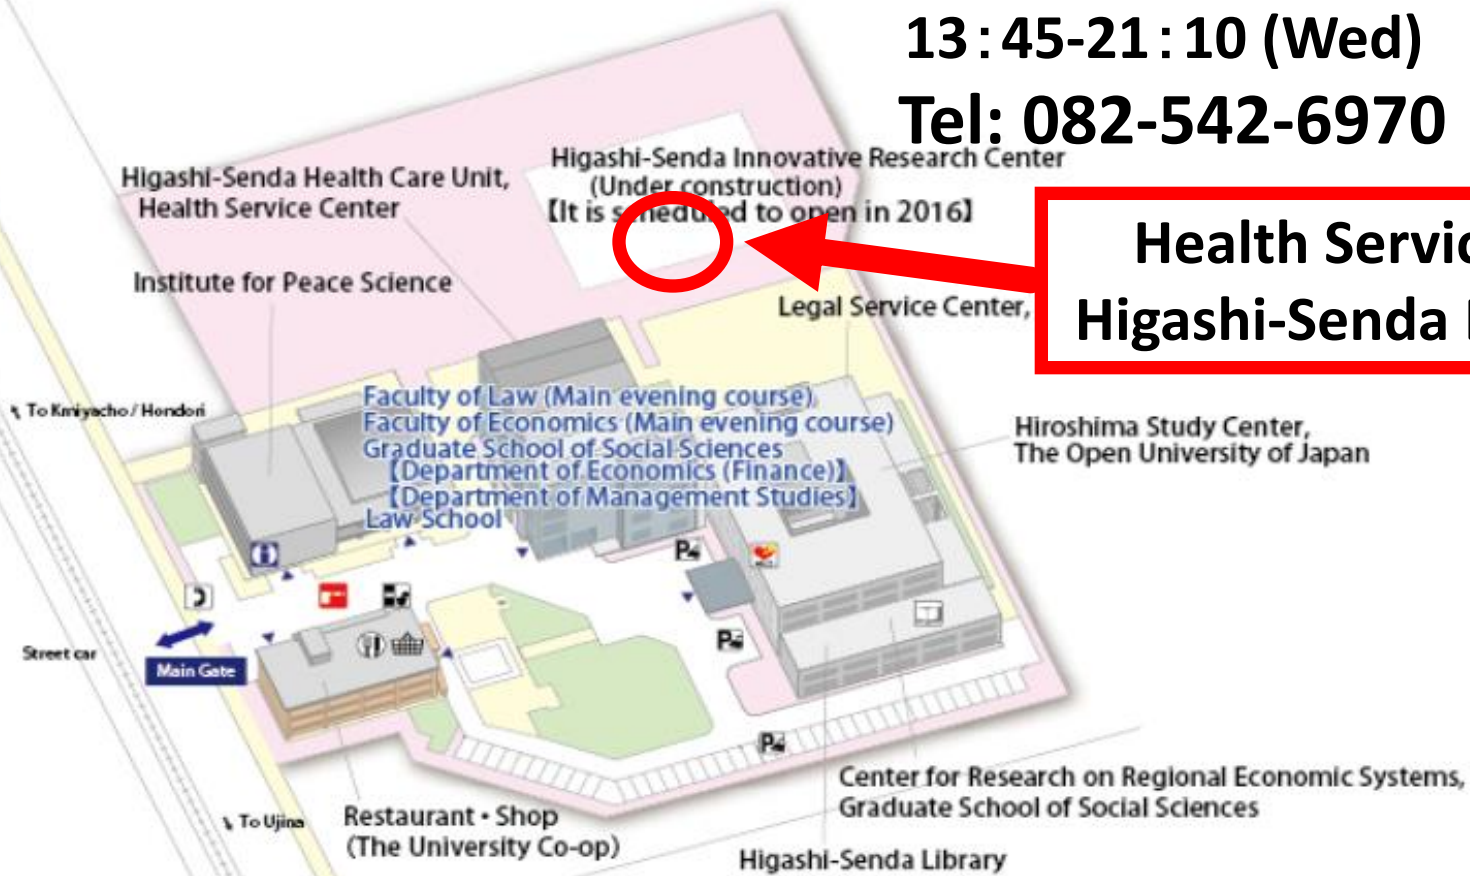 13:45-21:10 (Wed)
Tel: 082-542-6970
Higashi-Senda Innovative Research Center
(Under construction)
【It is scheduled to open in 2016】
Higashi-Senda Health Care Unit,
Health Service Center
Health Servic
Higashi-Senda
Institute for Peace Science
Legal Service Center,
To Kmiyacho / Hondori
Faculty of Law (Main evening course)
Faculty of Economics (Main evening course)
Graduate School of Social Sciences
【Department of Economics (Finance)】
【Department of Management Studies】
Law School
Hiroshima Study Center,
The Open University of Japan
P
P
Street car
Main Gate
P
Center for Research on Regional Economic Systems,
Graduate School of Social Sciences
To Ujina
Restaurant • Shop
(The University Co-op)
Higashi-Senda Library